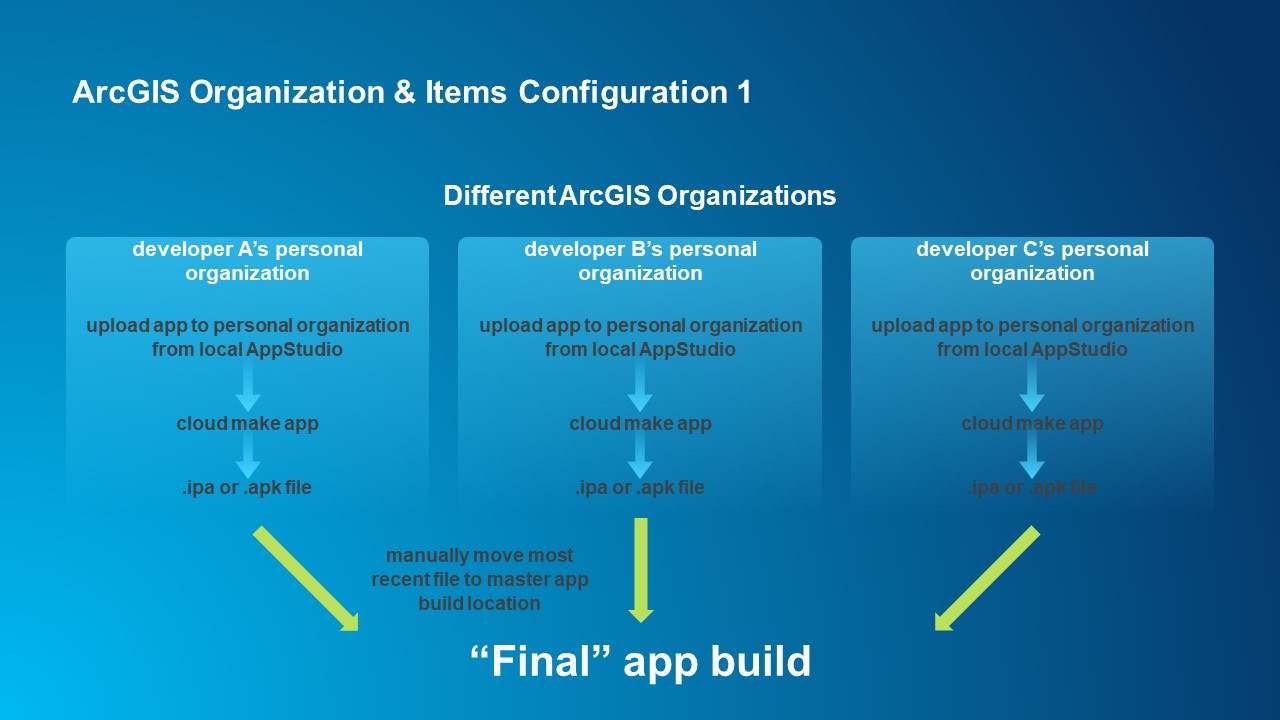 ArcGIS Organization & Items Configuration 1
Different ArcGIS Organizations
developer A’s personal
organization
upload app to personal organization
from local AppStudio
cloud make app
.ipa or .apk file
developer B’s personal
organization
upload app to personal organization
from local AppStudio
cloud make app
.ipa or .apk file
developer C’s personal
organization
upload app to personal organization
from local AppStudio
cloud make app
.ipa or .apk file
manually move most
recent file to master app
build location
“Final” app build